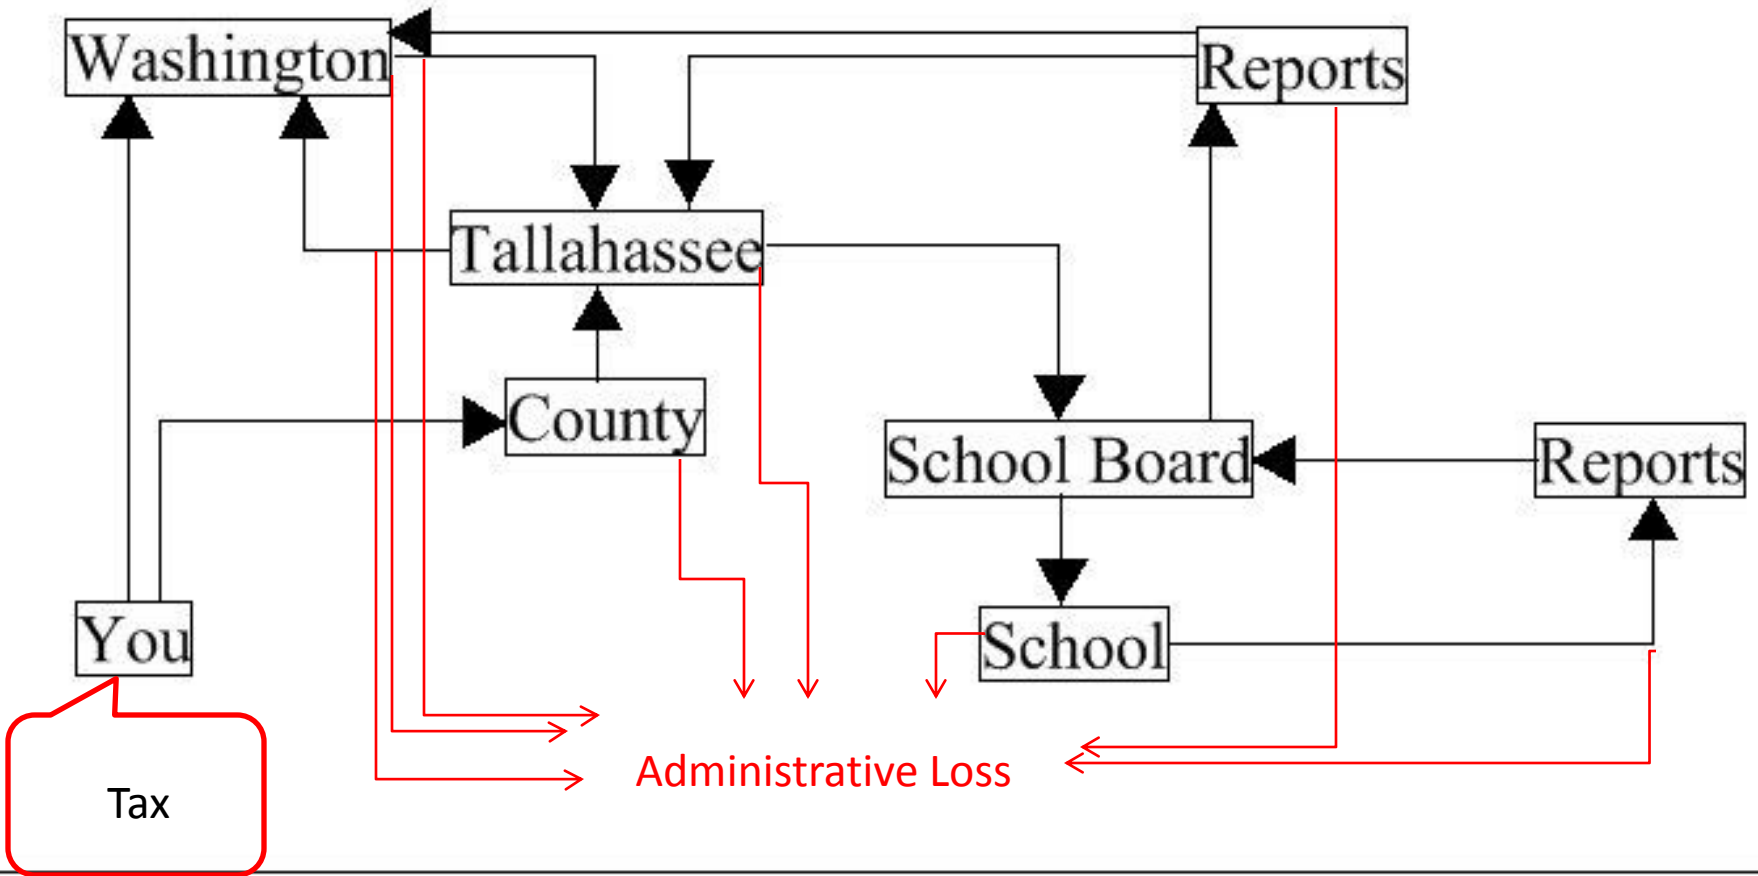 Washington
Reports
Tallahassee
County
School Board
Reports
You
School
Administrative Loss
Tax